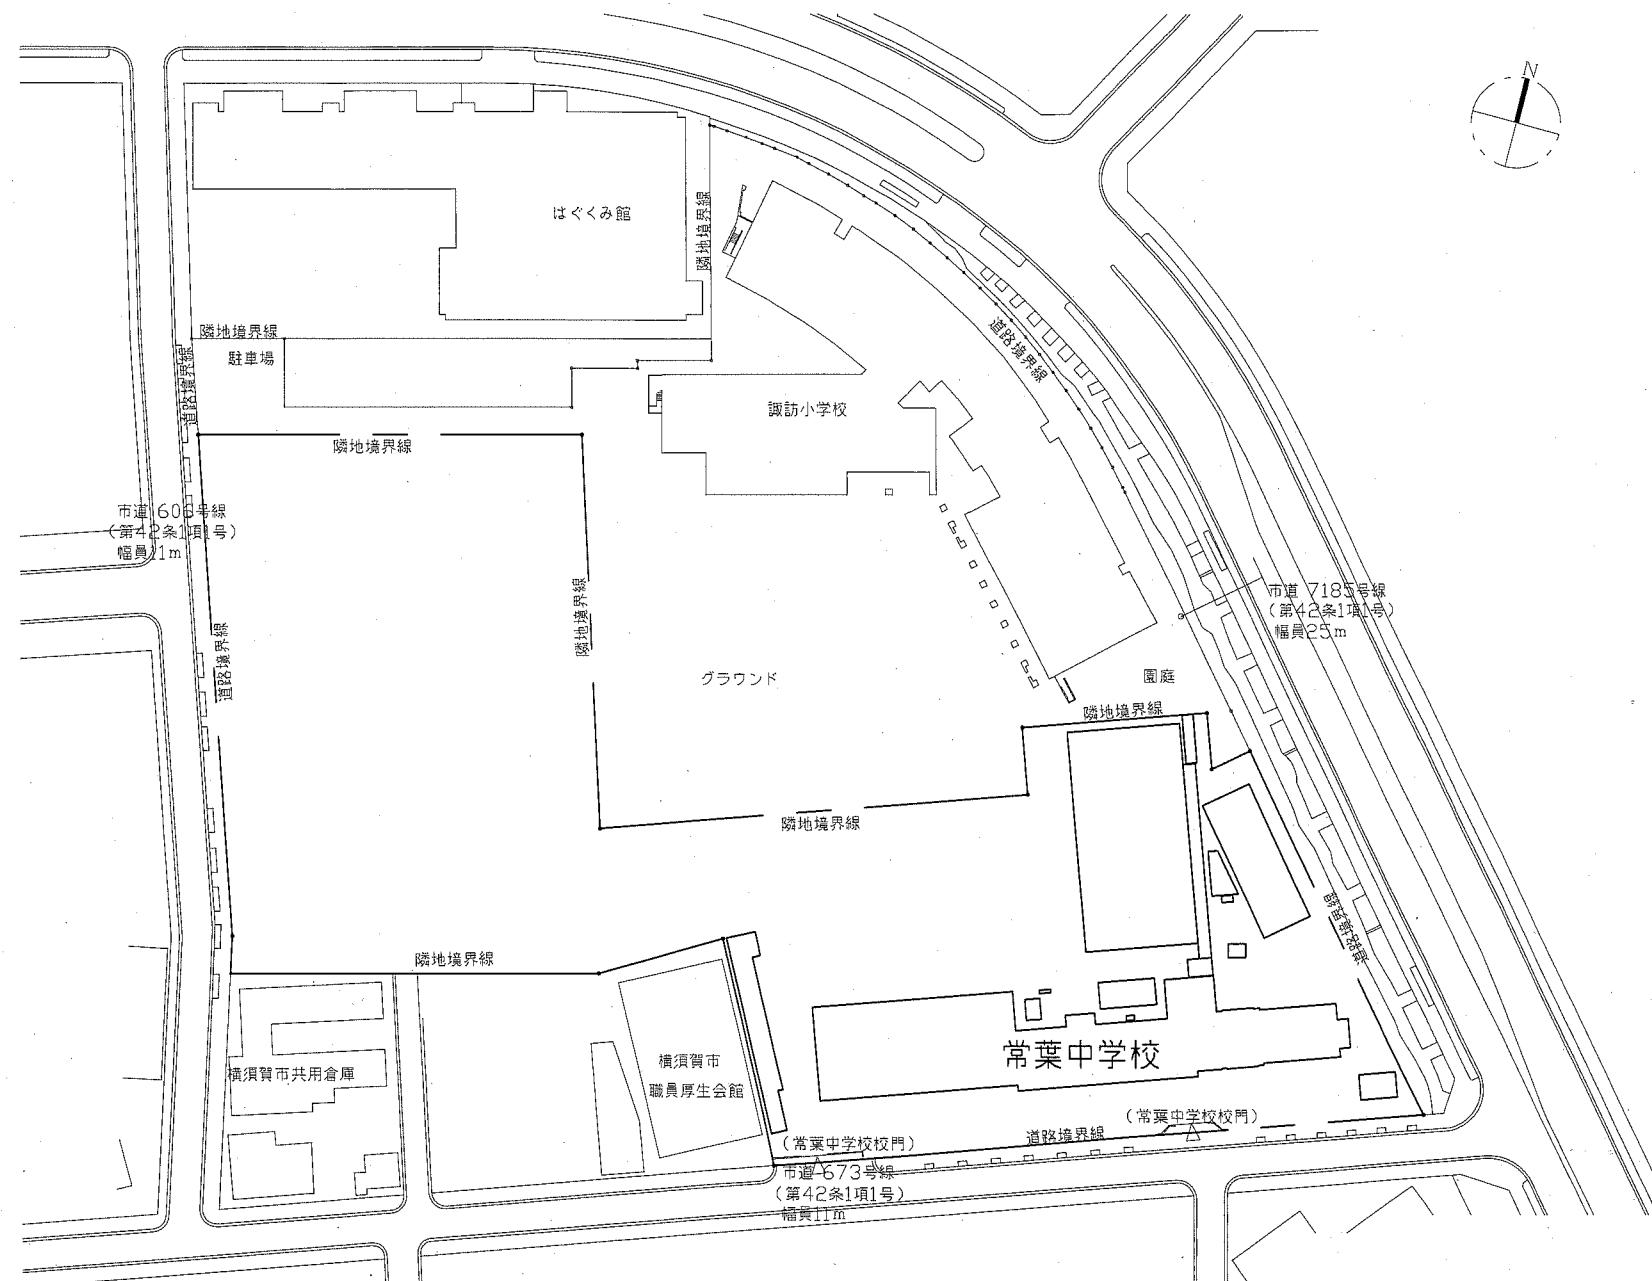 N
はぐくみ館
隣地境界線
隣地境界線
駐車場
道路境界線
道路境界線
諏訪小学校
隣地境界線
市道 606号線
(第42条1項1号)
幅員11m
隣地境界線
市道 7185号線
(第42条1項1号)
幅員25m
道路境界線
グラウンド
園庭
隣地境界線
隣地境界線
道路境界線
隣地境界線
横須賀市共用倉庫
横須賀市
職員厚生会館
常葉中学校
(常葉中学校校門)
(常葉中学校校門)
道路境界線
市道 673号線
(第42条1項1号)
幅員11m